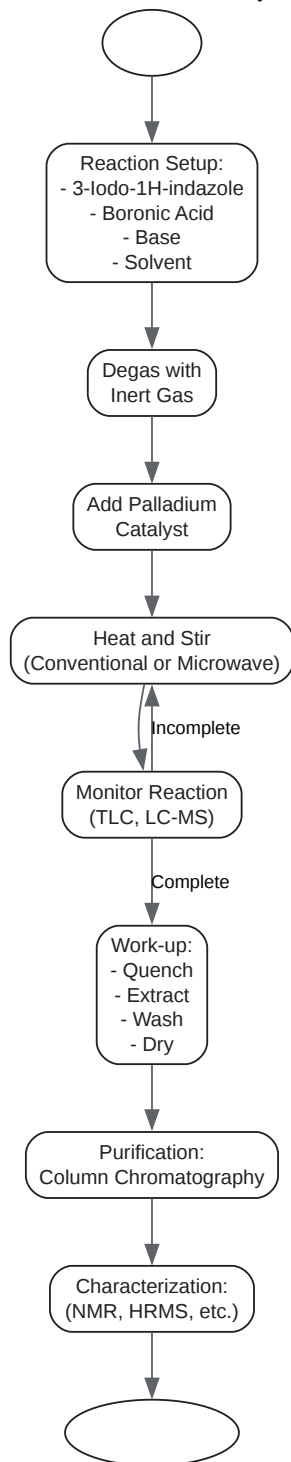 Reaction Setup:
- 3-Iodo-1H-indazole
- Boronic Acid
- Base
- Solvent
Degas with
Inert Gas
Add Palladium
Catalyst
Heat and Stir
(Conventional or Microwave)
Incomplete
Monitor Reaction
(TLC, LC-MS)
Complete
Work-up:
- Quench
- Extract
- Wash
- Dry
Purification:
Column Chromatography
Characterization:
(NMR, HRMS, etc.)